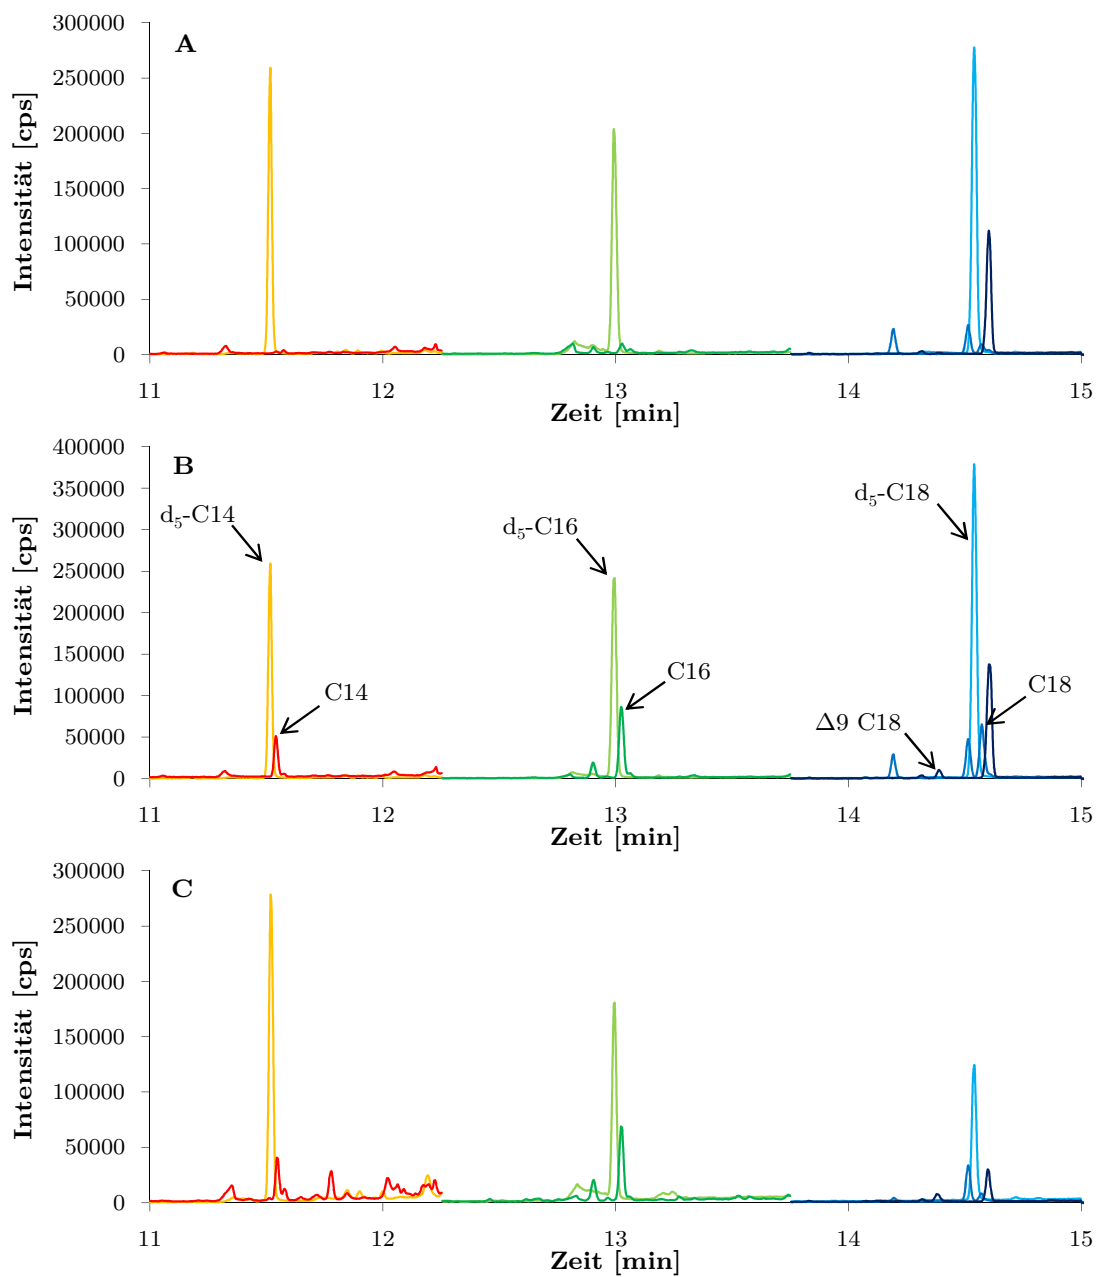 A
Intensität [cps]
300000
250000
200000
150000
100000
50000
0
11 12 13 14 15
Zeit [min]
B
Intensität [cps]
400000
350000
300000
250000
200000
150000
100000
50000
0
d₅-C14
C14
d₅-C16
C16
d₅-C18
Δ9 C18
C18
11 12 13 14 15
Zeit [min]
C
Intensität [cps]
300000
250000
200000
150000
100000
50000
0
11 12 13 14 15
Zeit [min]